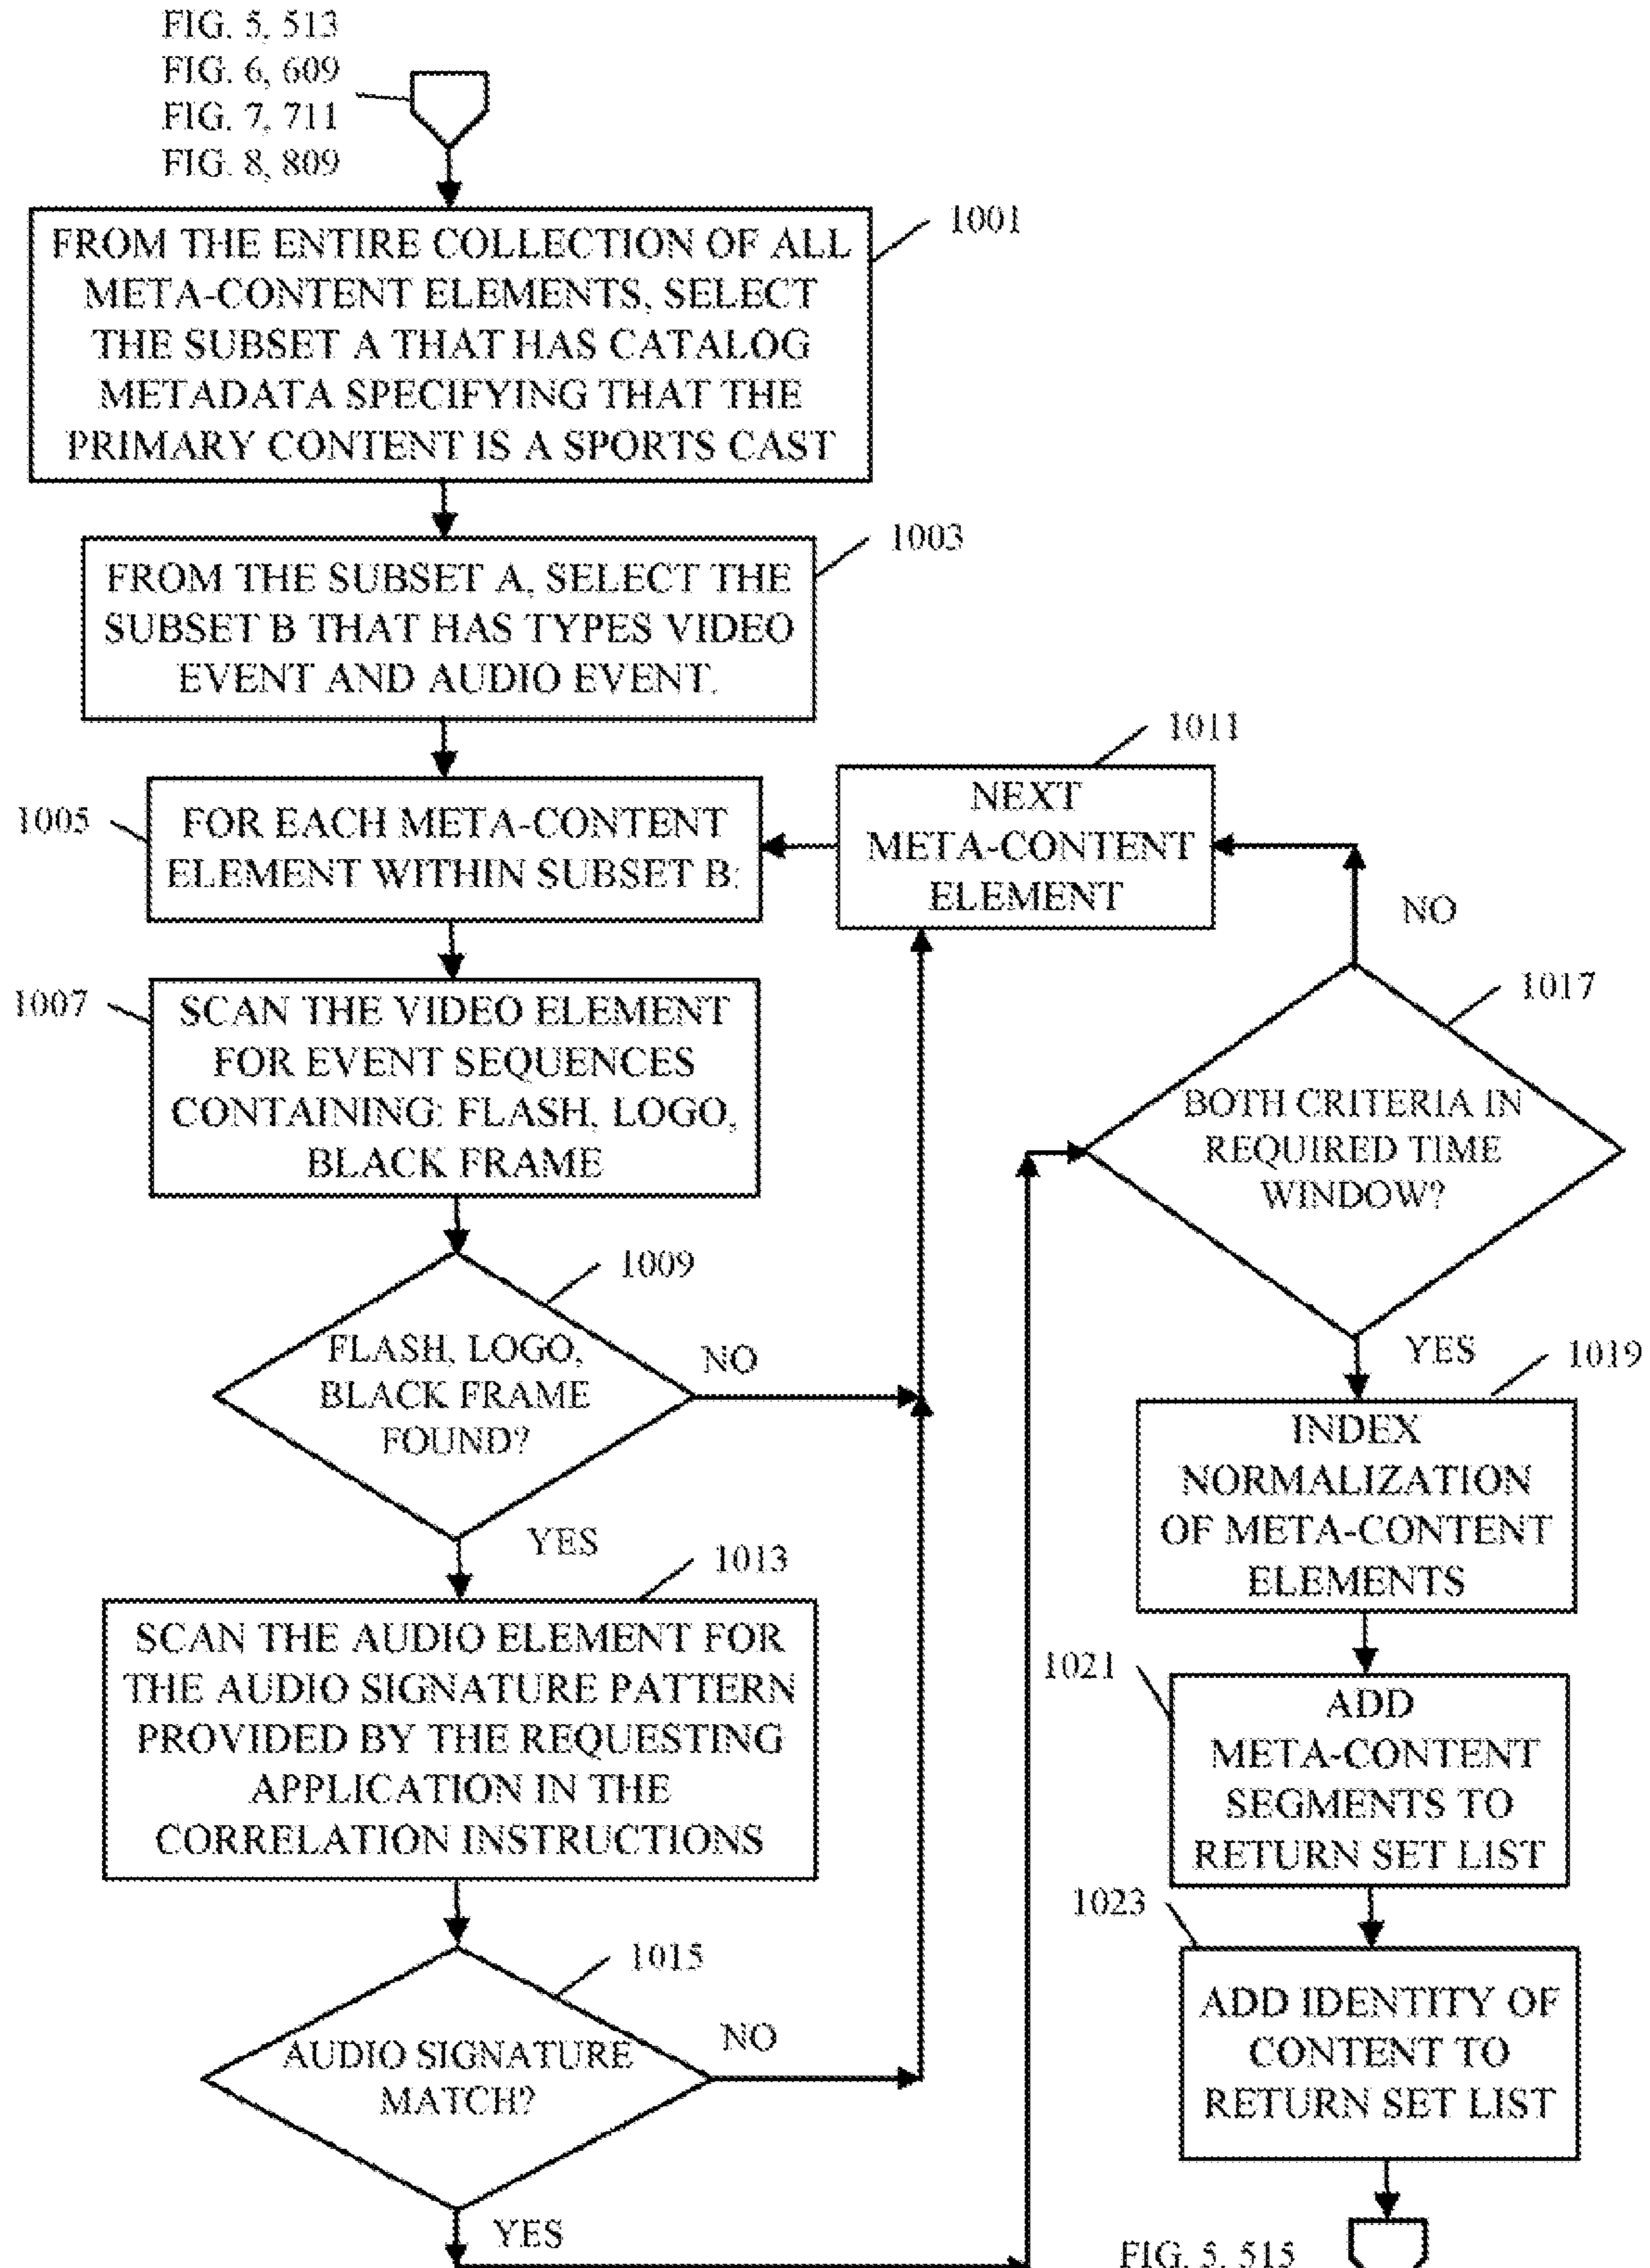 FIG. 5, 513
FIG. 6, 609
FIG. 7, 711
FIG. 8, 809
1001
FROM THE ENTIRE COLLECTION OF ALL
META-CONTENT ELEMENTS, SELECT
THE SUBSET A THAT HAS CATALOG
METADATA SPECIFYING THAT THE
PRIMARY CONTENT IS A SPORTS CAST
1003
FROM THE SUBSET A, SELECT THE
SUBSET B THAT HAS TYPES VIDEO
EVENT AND AUDIO EVENT.
1005
FOR EACH META-CONTENT
ELEMENT WITHIN SUBSET B:
1011
NEXT
META-CONTENT
ELEMENT
1007
SCAN THE VIDEO ELEMENT
FOR EVENT SEQUENCES
CONTAINING: FLASH, LOGO,
BLACK FRAME
1009
FLASH, LOGO,
BLACK FRAME
FOUND?
NO
YES
1013
SCAN THE AUDIO ELEMENT FOR
THE AUDIO SIGNATURE PATTERN
PROVIDED BY THE REQUESTING
APPLICATION IN THE
CORRELATION INSTRUCTIONS
1015
AUDIO SIGNATURE
MATCH?
NO
YES
NO
1017
BOTH CRITERIA IN
REQUIRED TIME
WINDOW?
YES
1019
INDEX
NORMALIZATION
OF META-CONTENT
ELEMENTS
1021
ADD
META-CONTENT
SEGMENTS TO
RETURN SET LIST
1023
ADD IDENTITY OF
CONTENT TO
RETURN SET LIST
FIG. 5, 515